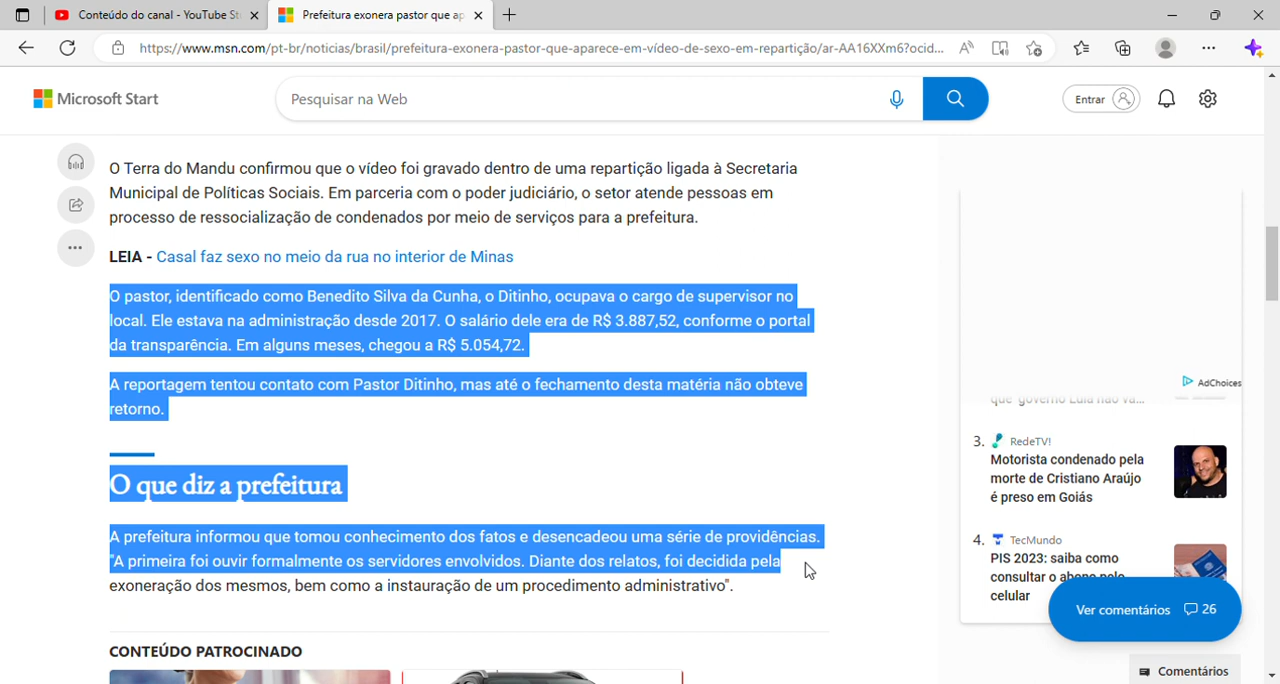 Conteúdo do canal - YouTube St
Prefeitura exonera pastor que ap
https://www.msn.com/pt-br/noticias/brasil/prefeitura-exonera-pastor-que-aparece-em-vídeo-de-sexo-em-repartição/ar-AA16XXm6?ocid...
Microsoft Start
Pesquisar na Web
Entrar
O Terra do Mandu confirmou que o vídeo foi gravado dentro de uma repartição ligada à Secretaria
Municipal de Políticas Sociais. Em parceria com o poder judiciário, o setor atende pessoas em
processo de ressocialização de condenados por meio de serviços para a prefeitura.
LEIA - Casal faz sexo no meio da rua no interior de Minas
O pastor, identificado como Benedito Silva da Cunha, o Ditinho, ocupava o cargo de supervisor no
local. Ele estava na administração desde 2017. O salário dele era de R$ 3.887,52, conforme o portal
da transparência. Em alguns meses, chegou a R$ 5.054,72.
A reportagem tentou contato com Pastor Ditinho, mas até o fechamento desta matéria não obteve
retorno.
O que diz a prefeitura
A prefeitura informou que tomou conhecimento dos fatos e desencadeou uma série de providências.
"A primeira foi ouvir formalmente os servidores envolvidos. Diante dos relatos, foi decidida pela
exoneração dos mesmos, bem como a instauração de um procedimento administrativo".
CONTEÚDO PATROCINADO
AdChoices
que governo Lula não va...
3. RedeTV!
Motorista condenado pela
morte de Cristiano Araújo
é preso em Goiás
4. TecMundo
PIS 2023: saiba como
consultar o abono pelo
celular
Ver comentários 26
Comentários